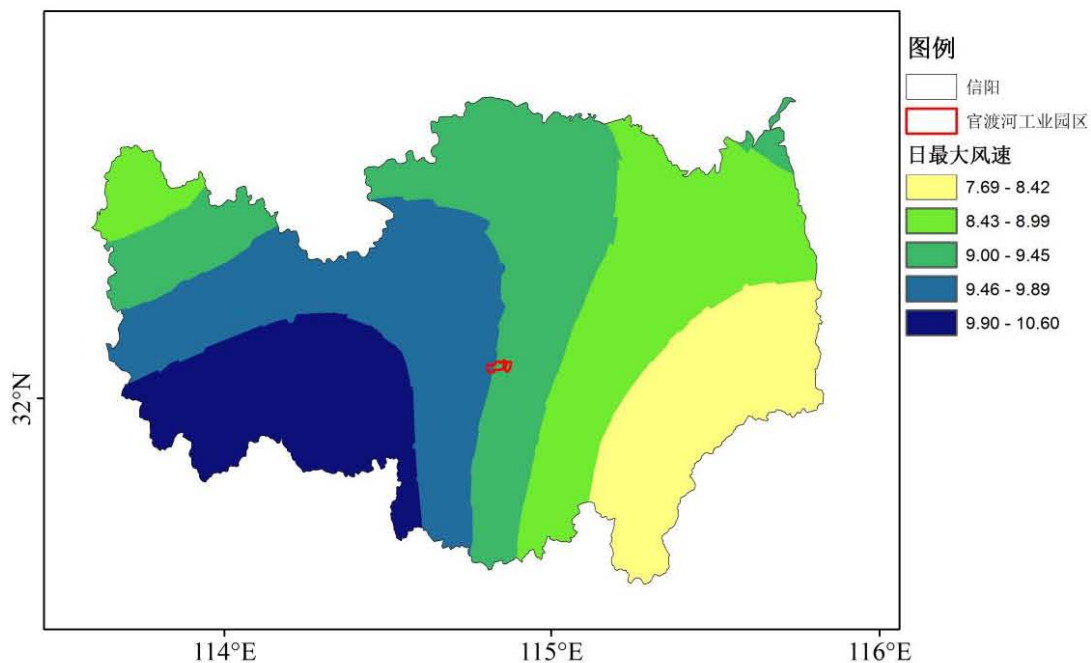 图例
信阳
官渡河工业园区
日最大风速
7.69 - 8.42
8.43 - 8.99
9.00 - 9.45
9.46 - 9.89
9.90 - 10.60
32°N
114°E
115°E
116°E